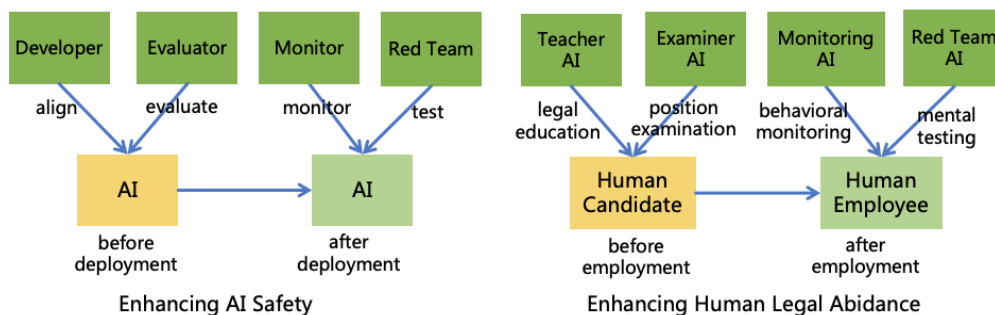 Developer
Evaluator
Monitor
Red Team
align
evaluate
monitor
test
AI
AI
before
deployment
after
deployment
Enhancing AI Safety
Teacher
AI
Examiner
AI
Monitoring
AI
Red Team
AI
legal
education
position
examination
behavioral
monitoring
mental
testing
Human
Candidate
Human
Employee
before
employment
after
employment
Enhancing Human Legal Abidance